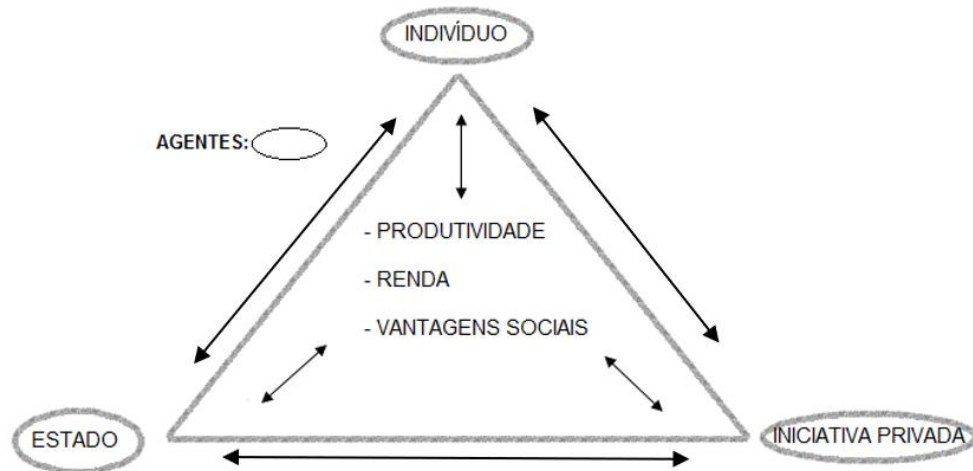 INDIVÍDUO
AGENTES:
- PRODUTIVIDADE
- RENDA
- VANTAGENS SOCIAIS
ESTADO
INICIATIVA PRIVADA